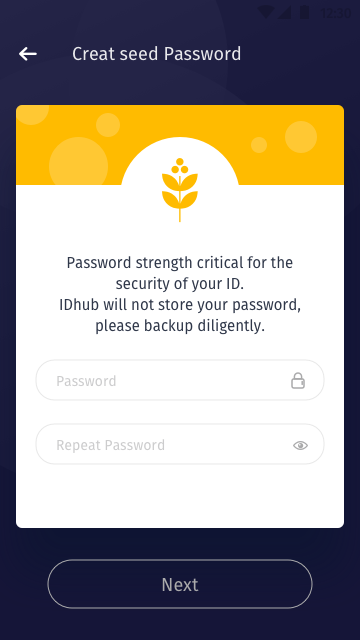 12:30
Creat seed Password
Password strength critical for the
security of your ID.
IDhub will not store your password,
please backup diligently.
Password
Repeat Password
Next